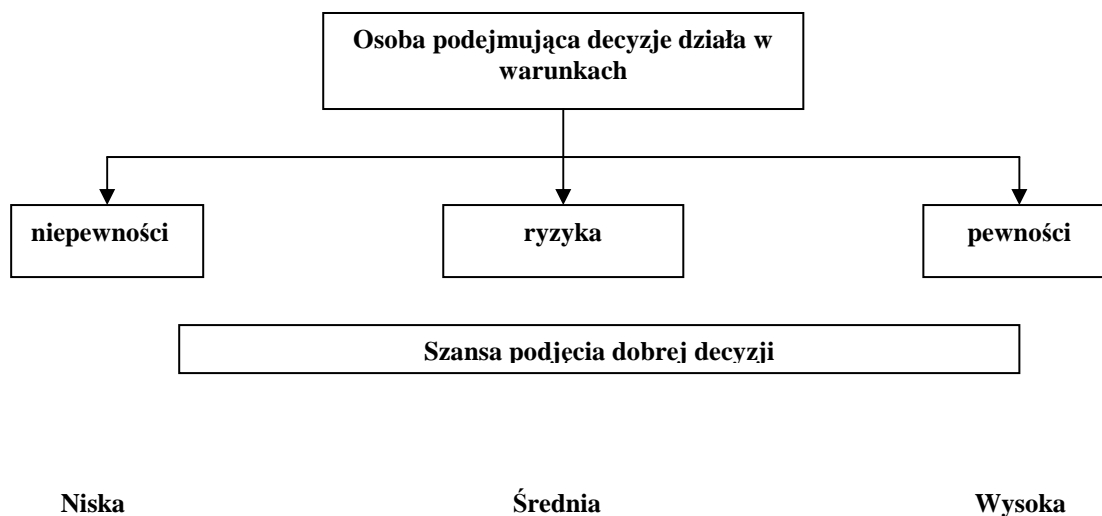 Osoba podejmująca decyzje działa w
warunkach
niepewności
ryzyka
pewności
Szansa podjęcia dobrej decyzji
Niska
Średnia
Wysoka